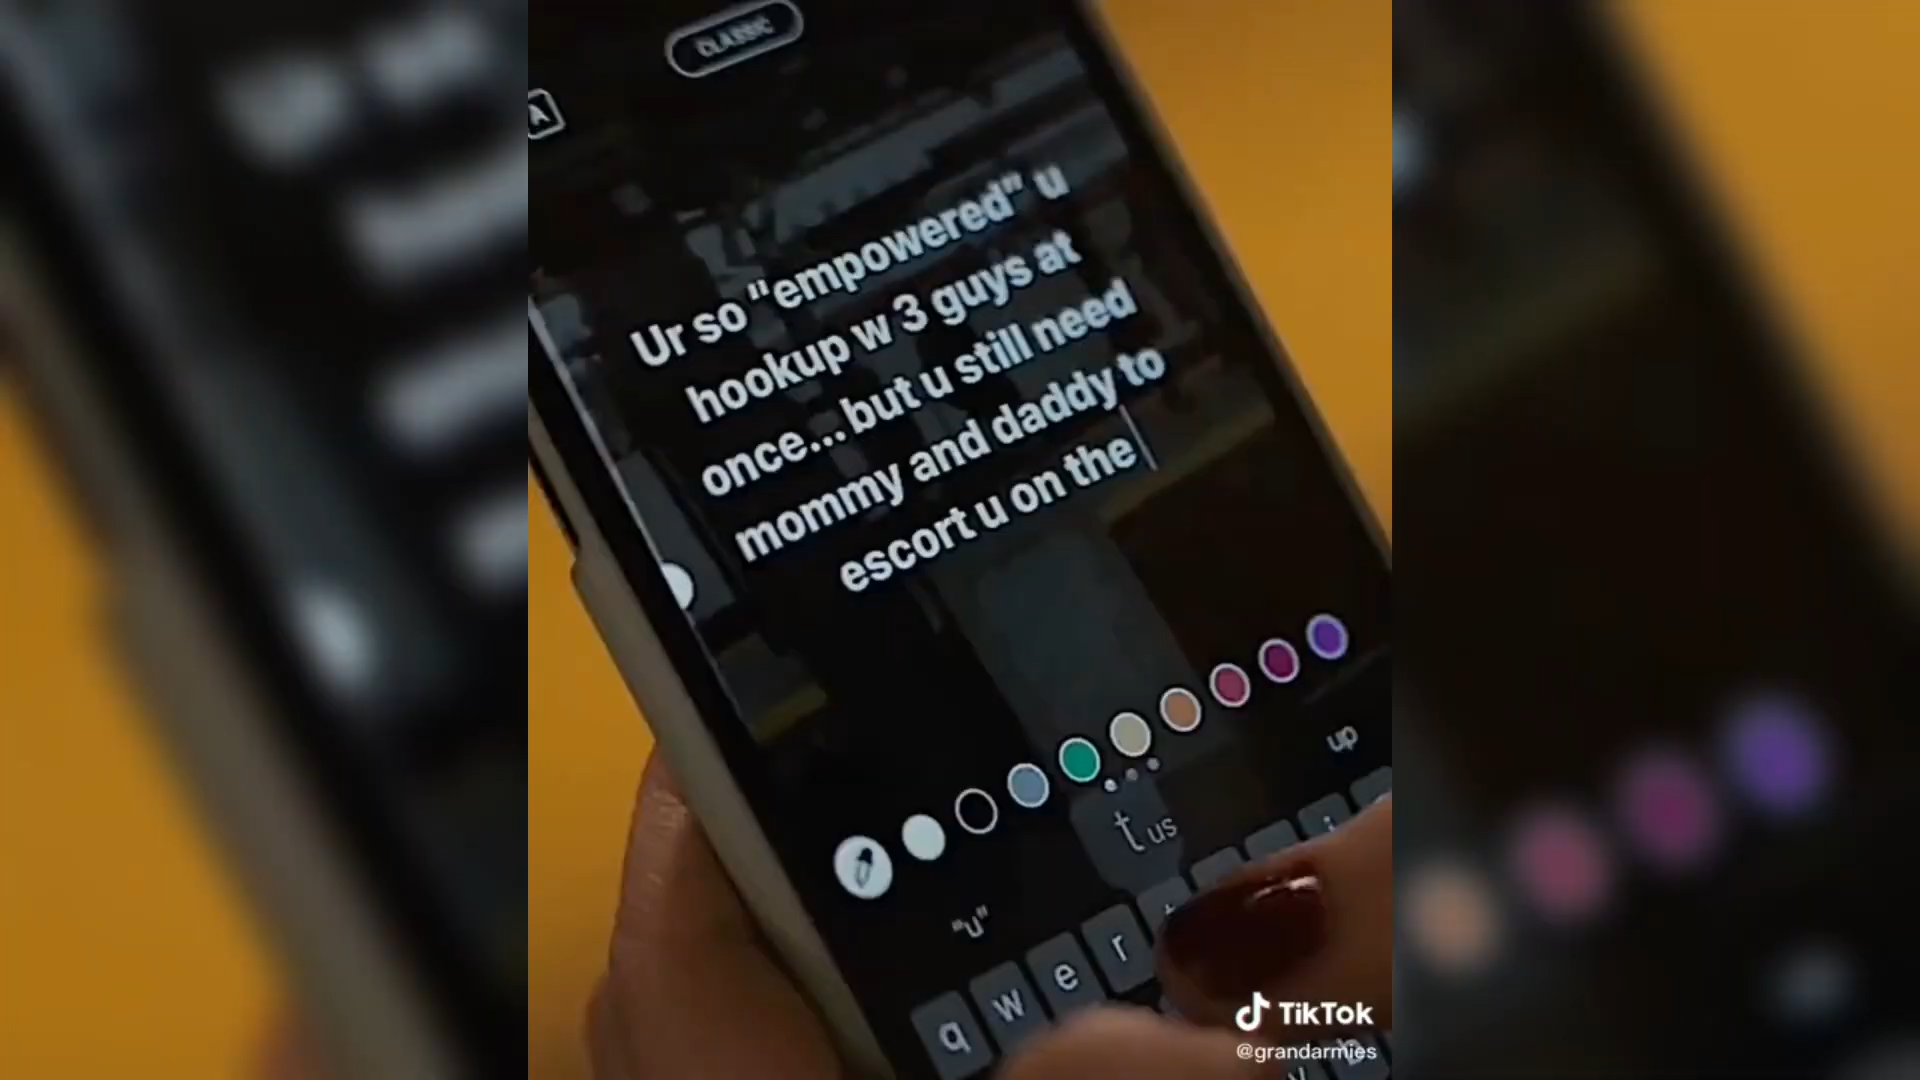 CLASSIC
A
Ur so "empowered" u
hookup w 3 guys at
once... but u still need
mommy and daddy to
escort u on the
up
t us
"u"
q w e r
b
TikTok
@grandarmies